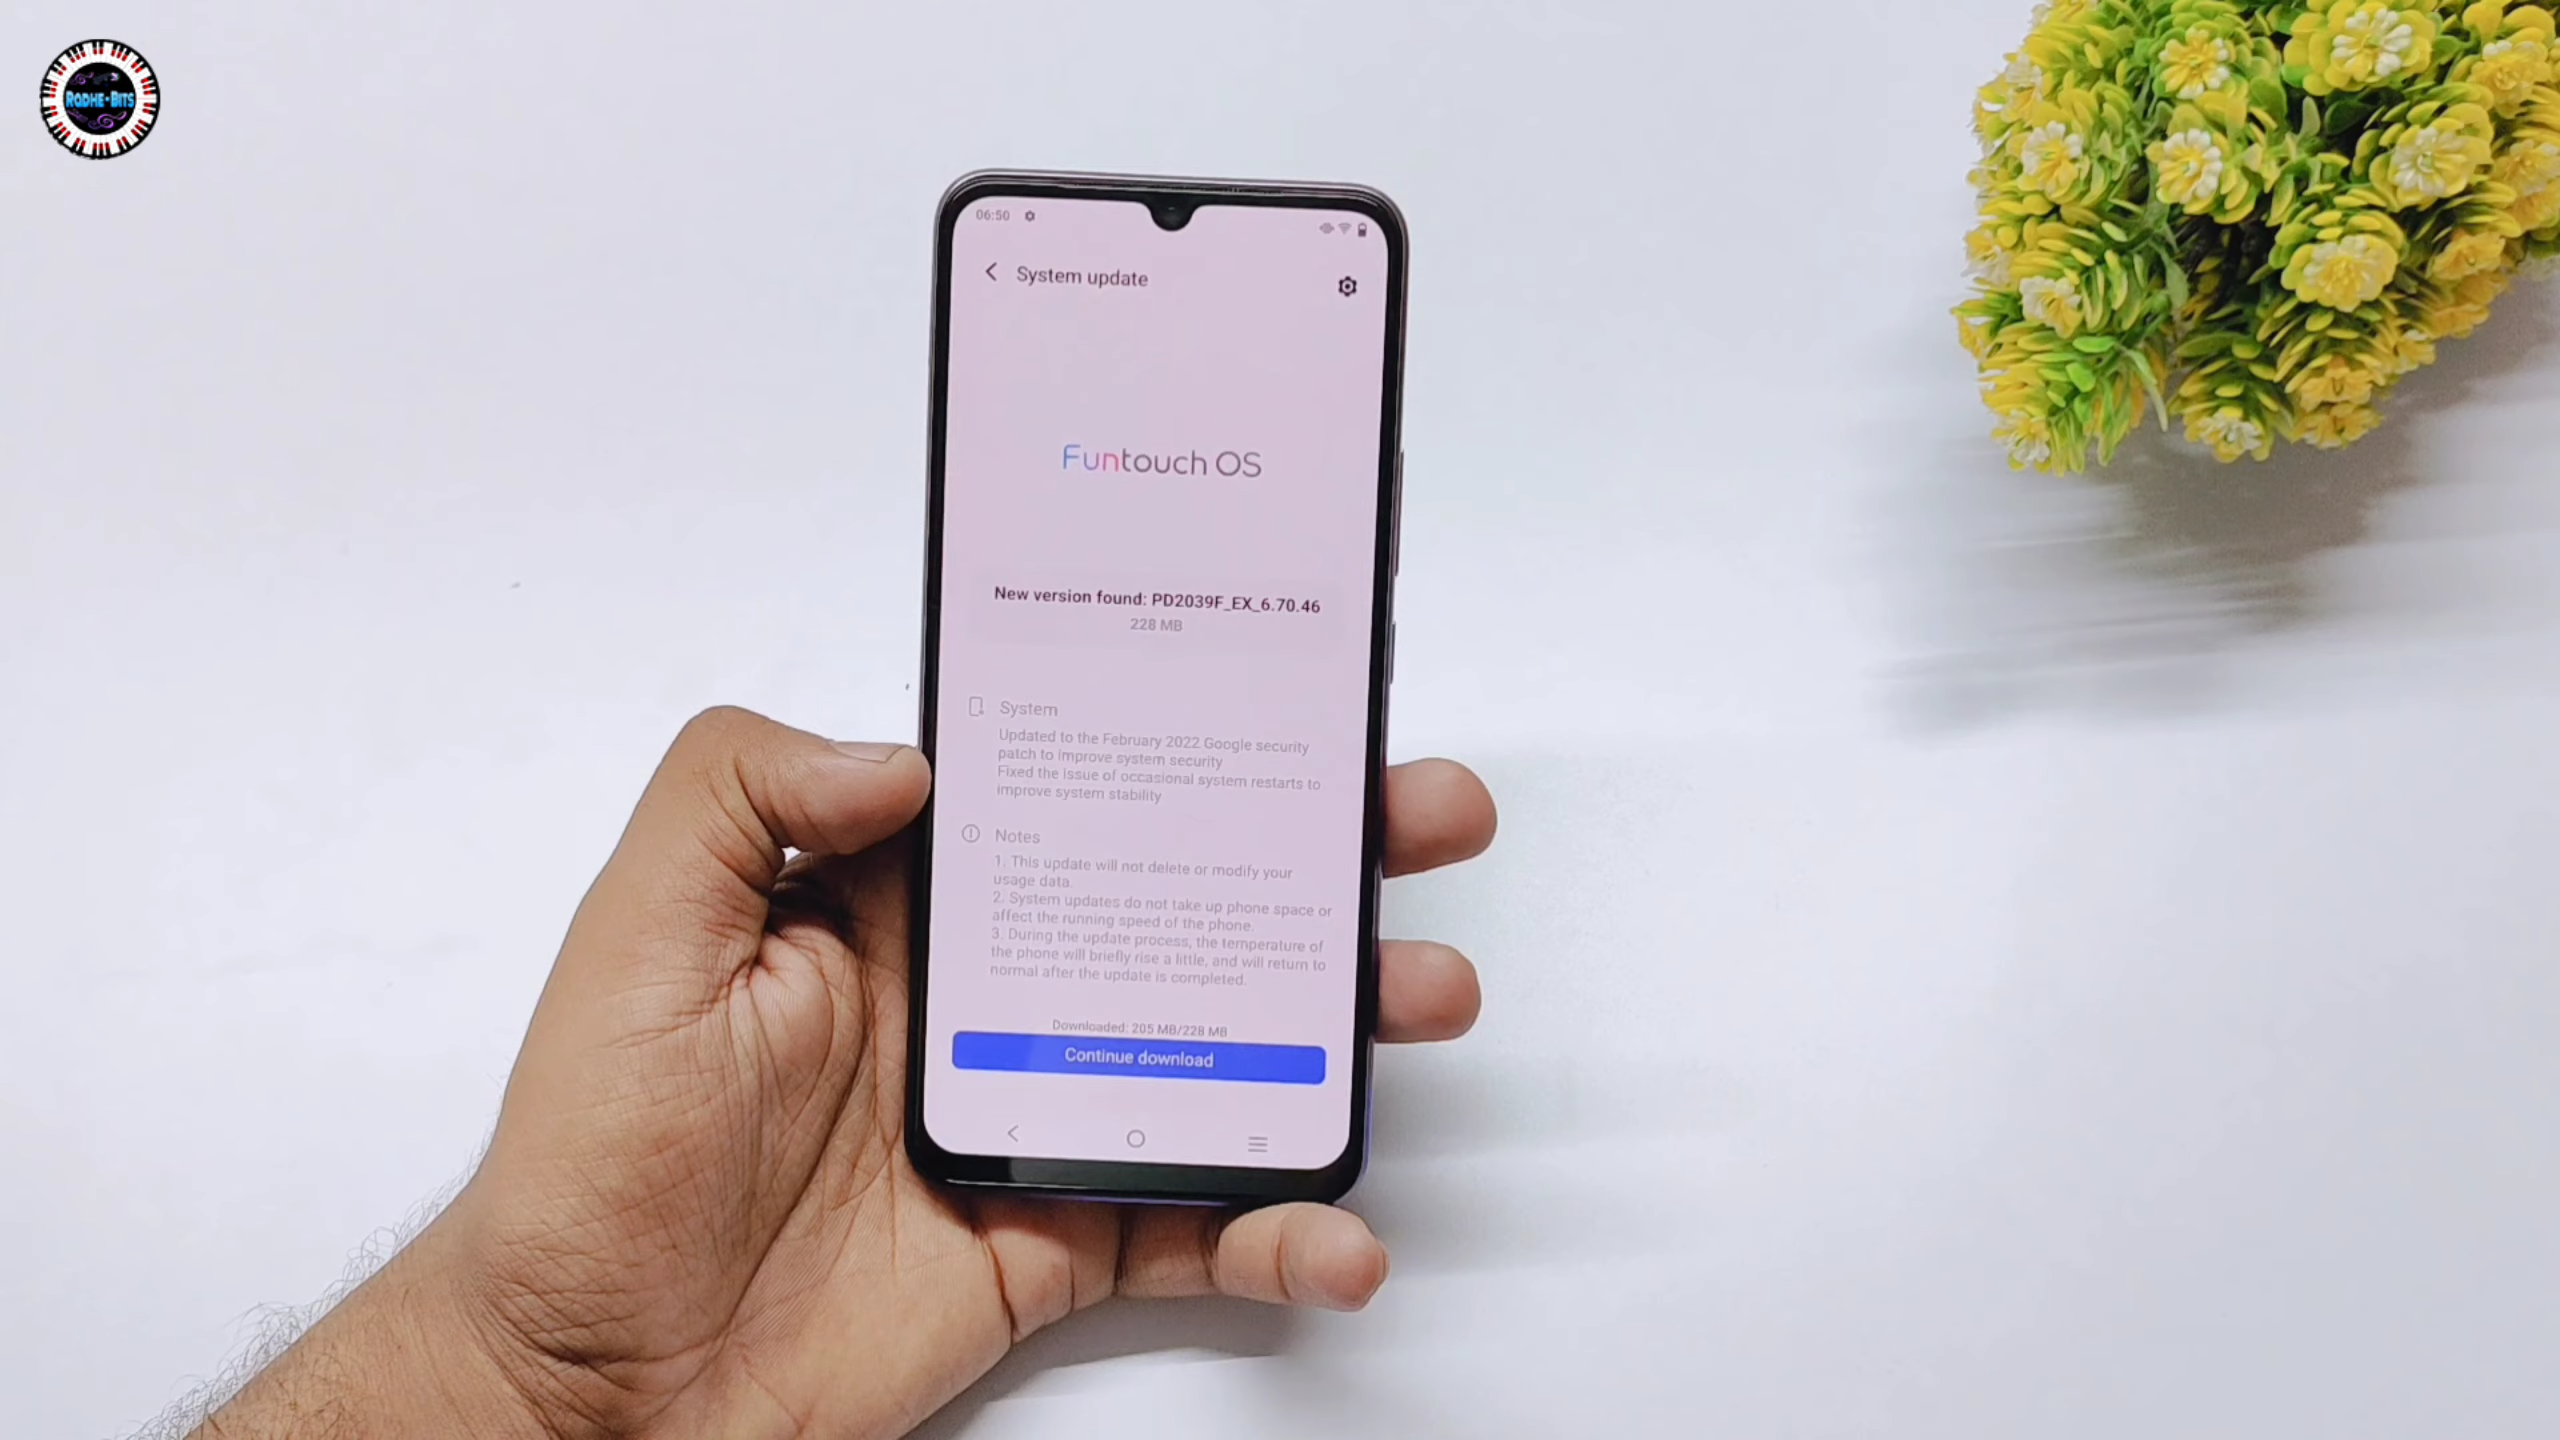 RADHE-BITS
06:50
System update
Funtouch OS
New version found: PD2039F_EX_6.70.46
228 MB
System
Updated to the February 2022 Google security
patch to improve system security
Fixed the issue of occasional system restarts to
improve system stability
Notes
1. This update will not delete or modify your
usage data.
2. System updates do not take up phone space or
affect the running speed of the phone.
3. During the update process, the temperature of
the phone will briefly rise a little, and will return to
normal after the update is completed.
Downloaded: 205 MB/228 MB
Continue download